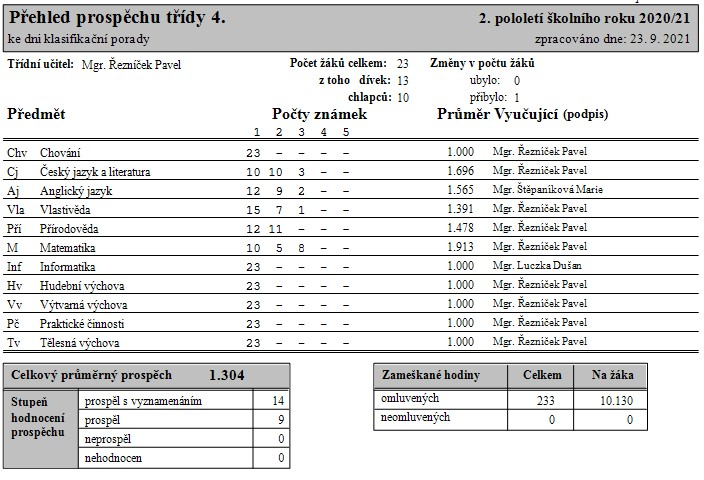 Přehled prospěchu třídy 4. 2. pololetí školního roku 2020/21
ke dni klasifikační porady zpracováno dne: 23. 9. 2021
Třídní učitel: Mgr. Řezníček Pavel Počet žáků celkem: 23 Změny v počtu žáků
z toho dívek: 13 ubylo: 0
chlapců: 10 přibylo: 1
Předmět Počty známek Průměr Vyučující (podpis)
1 2 3 4 5
Chv Chování 23 – – – – 1.000 Mgr. Řezníček Pavel
Cj Český jazyk a literatura 10 10 3 – – 1.696 Mgr. Řezníček Pavel
Aj Anglický jazyk 12 9 2 – – 1.565 Mgr. Štěpaníková Marie
Vla Vlastivěda 15 7 1 – – 1.391 Mgr. Řezníček Pavel
Pří Přírodověda 12 11 – – – 1.478 Mgr. Řezníček Pavel
M Matematika 10 5 8 – – 1.913 Mgr. Řezníček Pavel
Inf Informatika 23 – – – – 1.000 Mgr. Luczka Dušan
Hv Hudební výchova 23 – – – – 1.000 Mgr. Řezníček Pavel
Vv Výtvarná výchova 23 – – – – 1.000 Mgr. Řezníček Pavel
Pč Praktické činnosti 23 – – – – 1.000 Mgr. Řezníček Pavel
Tv Tělesná výchova 23 – – – – 1.000 Mgr. Řezníček Pavel
Celkový průměrný prospěch 1.304
Stupeň hodnocení prospěchu
prospěl s vyznamenáním 14
prospěl 9
neprospěl 0
nehodnocen 0
Zameškané hodiny Celkem Na žáka
omluvených 233 10.130
neomluvených 0 0